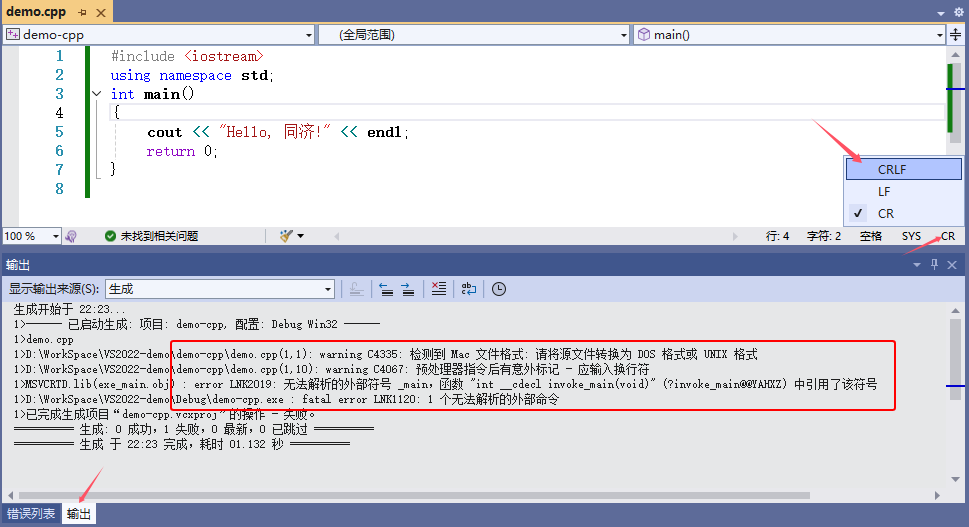 demo.cpp
demo-cpp
(全局范围)
main()
1 #include <iostream>
2 using namespace std;
3 int main()
4 {
5 cout << "Hello, 同济!" << endl;
6 return 0;
7 }
8
CRLF
LF
✓ CR
100 %
未找到相关问题
行: 4
字符: 2
空格
SYS
CR
输出
显示输出来源(S):
生成
生成开始于 22:23...
1>------ 已启动生成: 项目: demo-cpp, 配置: Debug Win32 ------
1>demo.cpp
1>D:\WorkSpace\VS2022-demo\demo-cpp\demo.cpp(1,1): warning C4335: 检测到 Mac 文件格式: 请将源文件转换为 DOS 格式或 UNIX 格式
1>D:\WorkSpace\VS2022-demo\demo-cpp\demo.cpp(1,10): warning C4067: 预处理器指令后有意外标记 - 应输入换行符
1>MSVCRTD.lib(exe_main.obj) : error LNK2019: 无法解析的外部符号 _main，函数 "int __cdecl invoke_main(void)" (?invoke_main@@YAHXZ) 中引用了该符号
1>D:\WorkSpace\VS2022-demo\Debug\demo-cpp.exe : fatal error LNK1120: 1 个无法解析的外部命令
1>已完成生成项目“demo-cpp.vcxproj”的操作 - 失败。
========== 生成: 0 成功，1 失败，0 最新，0 已跳过 ==========
========== 生成 于 22:23 完成，耗时 01.132 秒 ==========
错误列表
输出